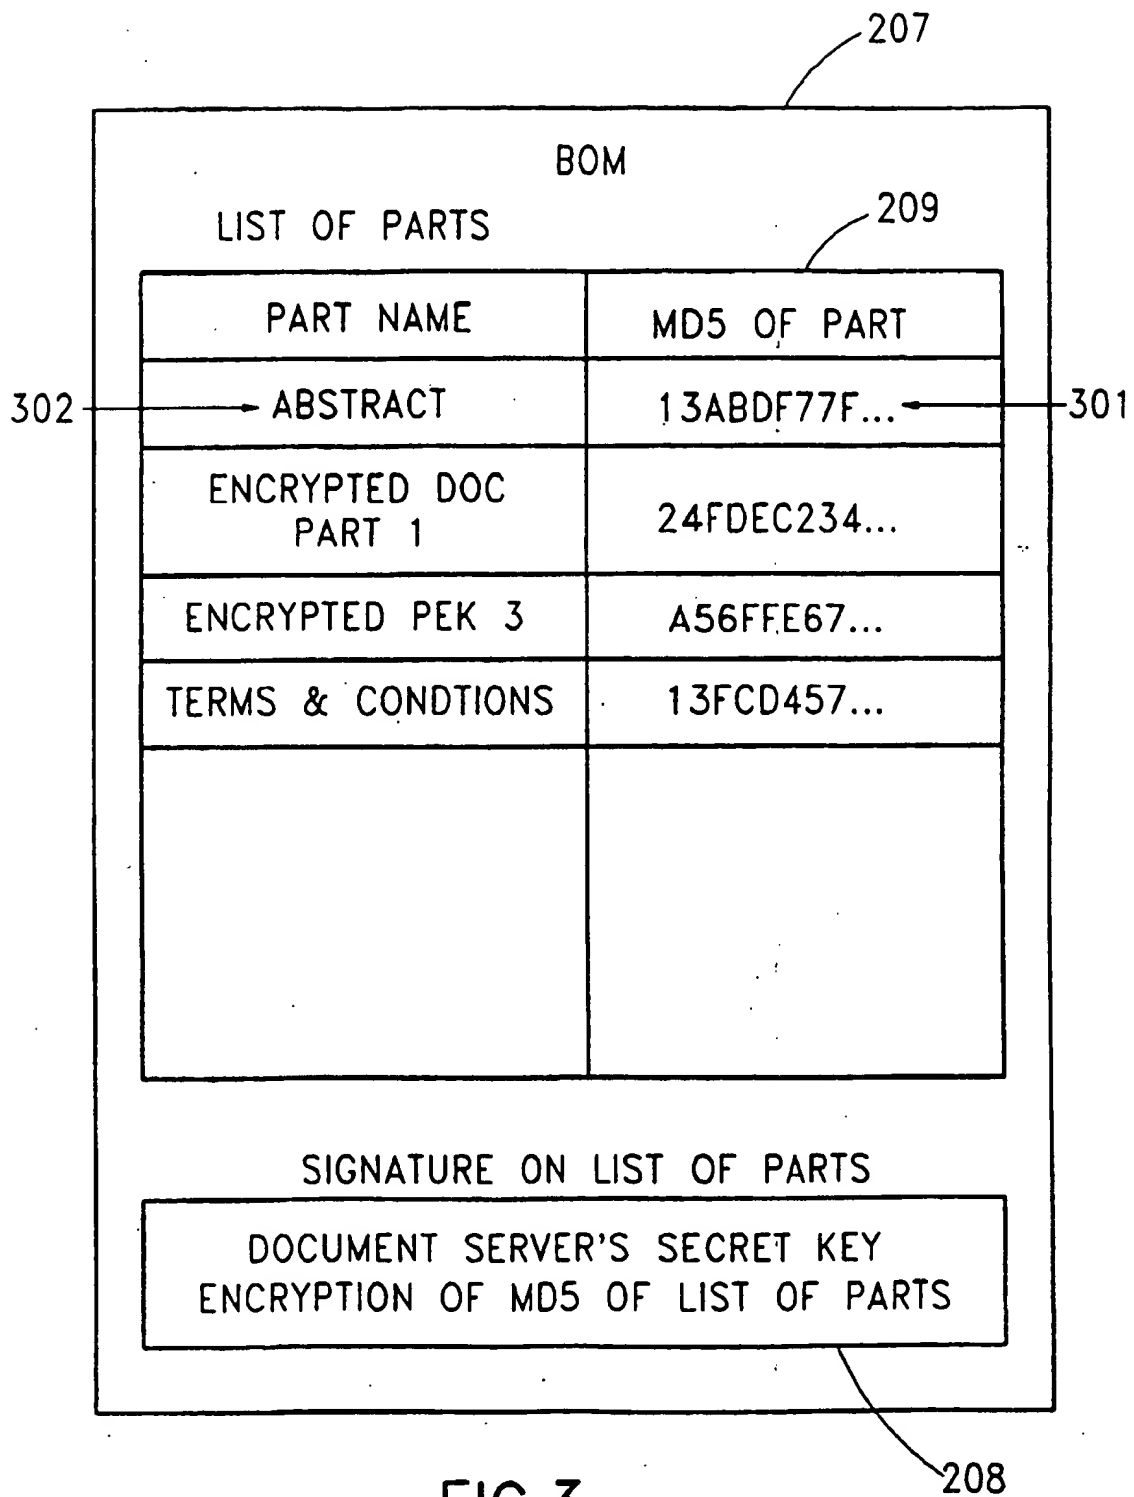 207
BOM
209
LIST OF PARTS
PART NAME
MD5 OF PART
302
ABSTRACT
13ABDF77F...
301
ENCRYPTED DOC
PART 1
24FDEC234...
ENCRYPTED PEK 3
A56FFE67...
TERMS & CONDTIONS
13FCD457...
SIGNATURE ON LIST OF PARTS
DOCUMENT SERVER'S SECRET KEY
ENCRYPTION OF MD5 OF LIST OF PARTS
208
FIG.3